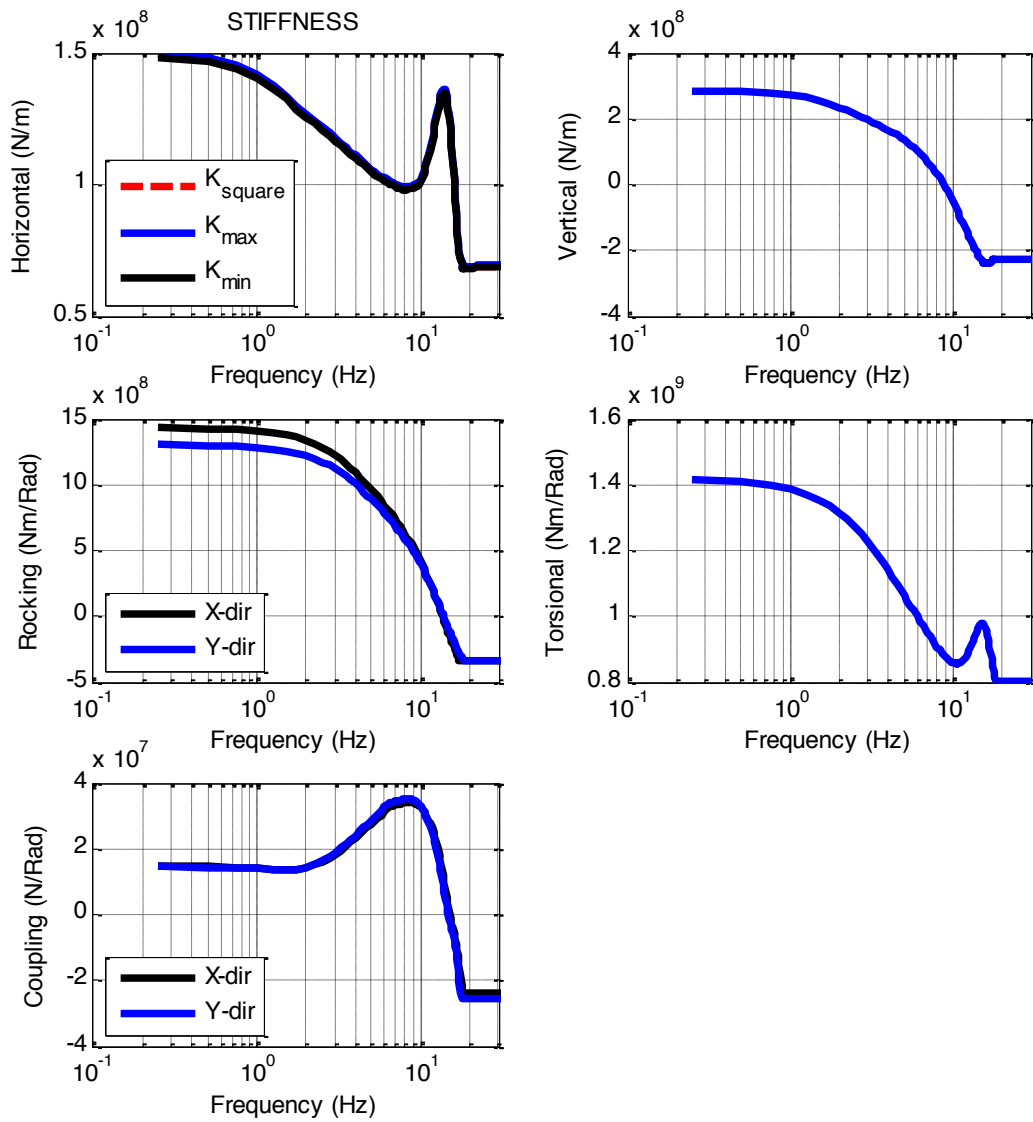 STIFFNESS
x 10^8
1.5
1
0.5
Horizontal (N/m)
K_square
K_max
K_min
10^-1
10^0
10^1
Frequency (Hz)
x 10^8
4
2
0
-2
-4
Vertical (N/m)
10^-1
10^0
10^1
Frequency (Hz)
x 10^8
15
10
5
0
-5
Rocking (Nm/Rad)
X-dir
Y-dir
10^-1
10^0
10^1
Frequency (Hz)
x 10^9
1.6
1.4
1.2
1
0.8
Torsional (Nm/Rad)
10^-1
10^0
10^1
Frequency (Hz)
x 10^7
4
2
0
-2
-4
Coupling (N/Rad)
X-dir
Y-dir
10^-1
10^0
10^1
Frequency (Hz)